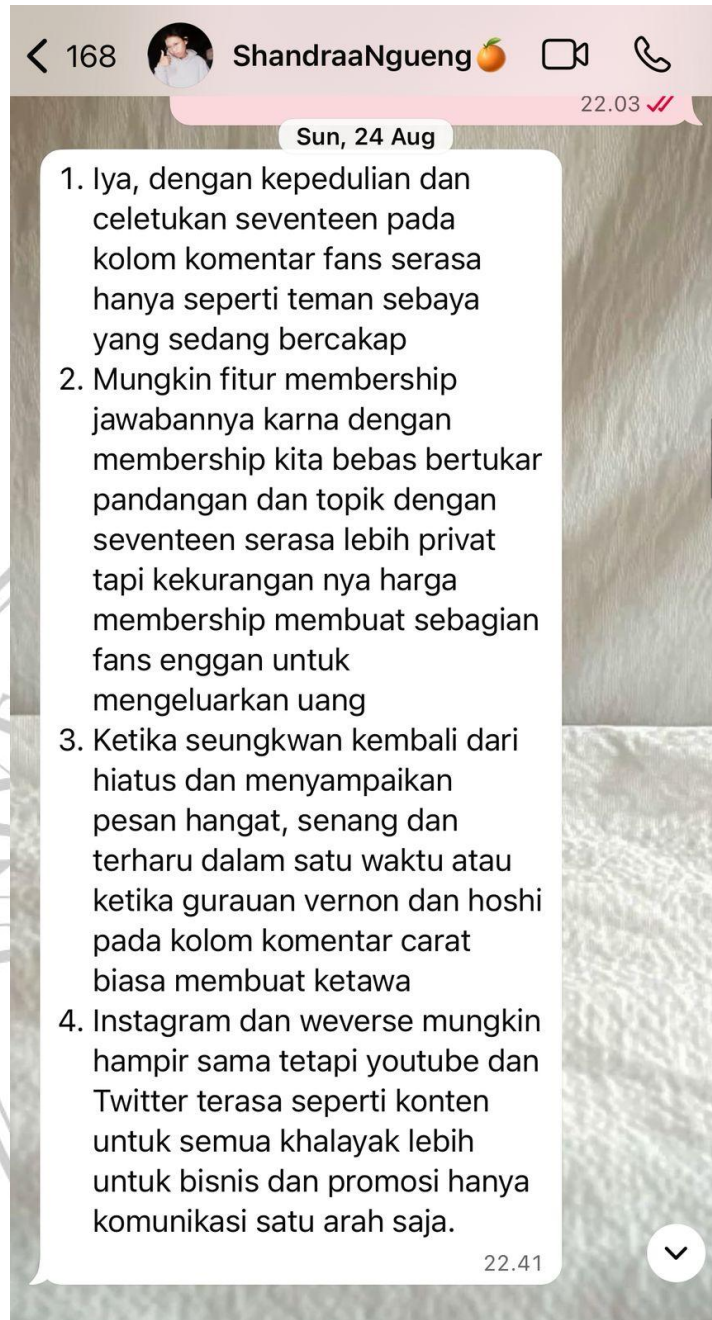 168 ShandraaNgueng🍊
22.03
Sun, 24 Aug
1. Iya, dengan kepedulian dan
celetukan seventeen pada
kolom komentar fans serasa
hanya seperti teman sebaya
yang sedang bercakap
2. Mungkin fitur membership
jawabannya karna dengan
membership kita bebas bertukar
pandangan dan topik dengan
seventeen serasa lebih privat
tapi kekurangan nya harga
membership membuat sebagian
fans enggan untuk
mengeluarkan uang
3. Ketika seungkwan kembali dari
hiatus dan menyampaikan
pesan hangat, senang dan
terharu dalam satu waktu atau
ketika gurauan vernon dan hoshi
pada kolom komentar carat
biasa membuat ketawa
4. Instagram dan weverse mungkin
hampir sama tetapi youtube dan
Twitter terasa seperti konten
untuk semua khalayak lebih
untuk bisnis dan promosi hanya
komunikasi satu arah saja.
22.41